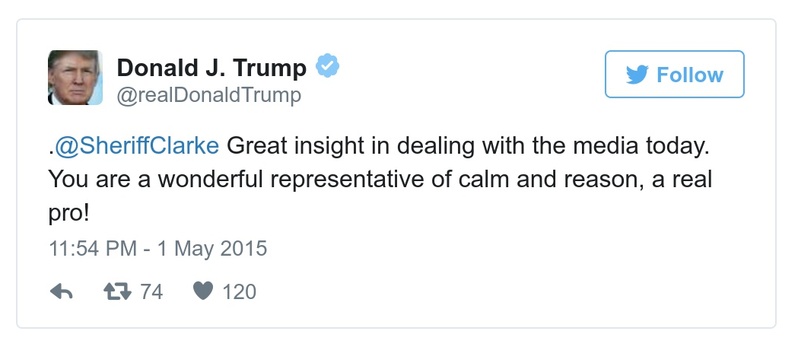 Donald J. Trump
@realDonaldTrump
Follow
.@SheriffClarke Great insight in dealing with the media today.
You are a wonderful representative of calm and reason, a real
pro!
11:54 PM - 1 May 2015
74 120